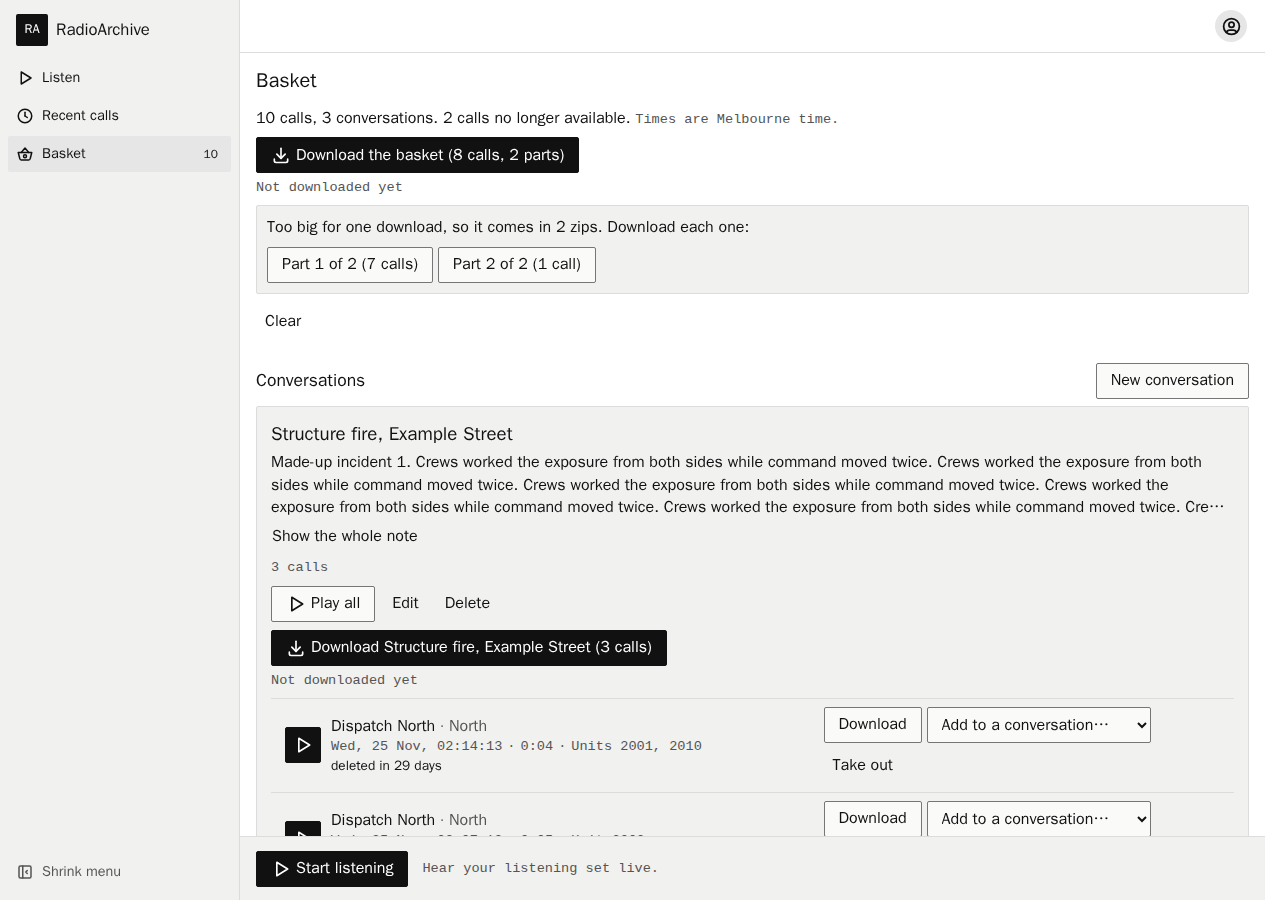 RA RadioArchive
Listen
Recent calls
Basket 10
Basket
10 calls, 3 conversations. 2 calls no longer available. Times are Melbourne time.
Download the basket (8 calls, 2 parts)
Not downloaded yet
Too big for one download, so it comes in 2 zips. Download each one:
Part 1 of 2 (7 calls) Part 2 of 2 (1 call)
Clear
Conversations New conversation
Structure fire, Example Street
Made-up incident 1. Crews worked the exposure from both sides while command moved twice. Crews worked the exposure from both
sides while command moved twice. Crews worked the exposure from both sides while command moved twice. Crews worked the
exposure from both sides while command moved twice. Crews worked the exposure from both sides while command moved twice. Cre…
Show the whole note
3 calls
Play all Edit Delete
Download Structure fire, Example Street (3 calls)
Not downloaded yet
Dispatch North · North
Wed, 25 Nov, 02:14:13 · 0:04 · Units 2001, 2010
deleted in 29 days
Download Add to a conversation…
Take out
Dispatch North · North
Download Add to a conversation…
Start listening Hear your listening set live.
Shrink menu